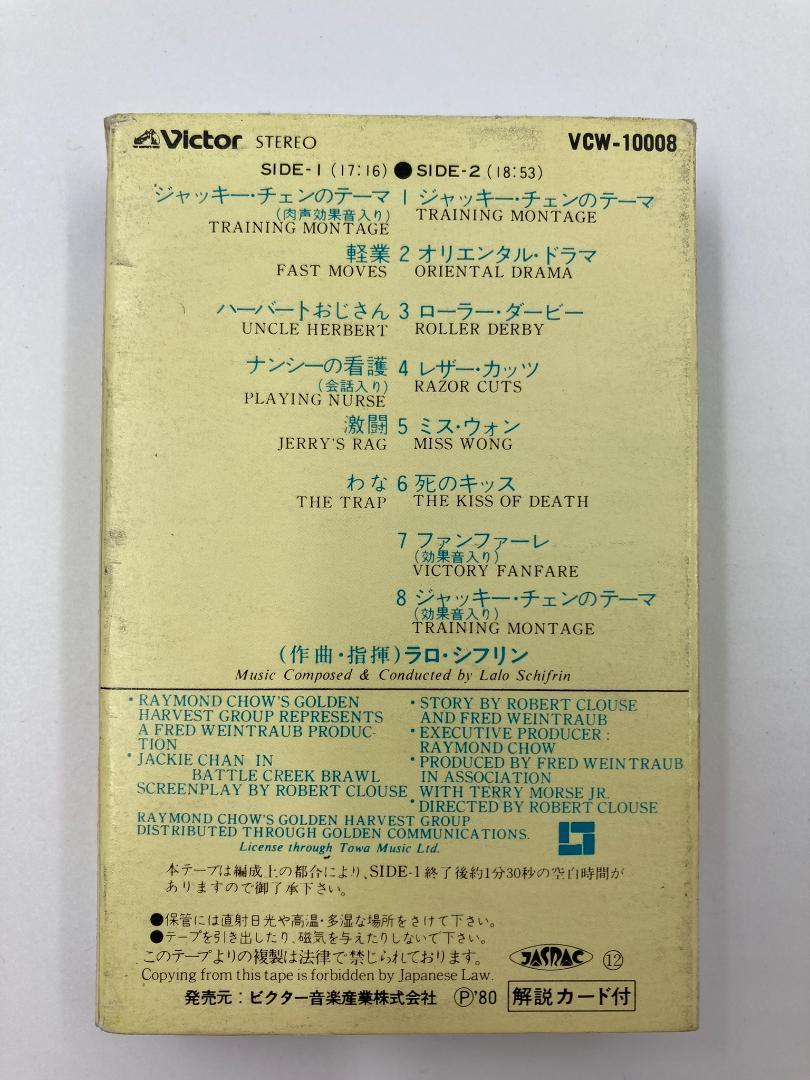 Victor STEREO VCW-10008
SIDE-1 (17:16) ● SIDE-2 (18:53)
ジャッキー・チェンのテーマ 1 ジャッキー・チェンのテーマ
(肉声効果音入り) TRAINING MONTAGE
TRAINING MONTAGE
軽業 2 オリエンタル・ドラマ
FAST MOVES ORIENTAL DRAMA
ハーバートおじさん 3 ローラー・ダービー
UNCLE HERBERT ROLLER DERBY
ナンシーの看護 4 レザー・カッツ
(会話入り) RAZOR CUTS
PLAYING NURSE
激闘 5 ミス・ウォン
JERRY'S RAG MISS WONG
わな 6 死のキッス
THE TRAP THE KISS OF DEATH
7 ファンファーレ
(効果音入り)
VICTORY FANFARE
8 ジャッキー・チェンのテーマ
(効果音入り)
TRAINING MONTAGE
(作曲・指揮)ラロ・シフリン
Music Composed & Conducted by Lalo Schifrin
・RAYMOND CHOW'S GOLDEN
HARVEST GROUP REPRESENTS
A FRED WEINTRAUB PRODUC-
TION
・JACKIE CHAN IN
BATTLE CREEK BRAWL
SCREENPLAY BY ROBERT CLOUSE
・STORY BY ROBERT CLOUSE
AND FRED WEINTRAUB
・EXECUTIVE PRODUCER :
RAYMOND CHOW
・PRODUCED BY FRED WEINTRAUB
IN ASSOCIATION
WITH TERRY MORSE JR.
・DIRECTED BY ROBERT CLOUSE
RAYMOND CHOW'S GOLDEN HARVEST GROUP
DISTRIBUTED THROUGH GOLDEN COMMUNICATIONS.
License through Towa Music Ltd.
本テープは編成上の都合により、SIDE-1終了後約1分30秒の空白時間が
ありますので御了承下さい。
●保管には直射日光や高温・多湿な場所をさけて下さい。
●テープを引き出したり、磁気を与えたりしないで下さい。
このテープよりの複製は法律で禁じられております。 JASRAC ⑫
Copying from this tape is forbidden by Japanese Law.
発売元：ビクター音楽産業株式会社 Ⓟ'80 解説カード付